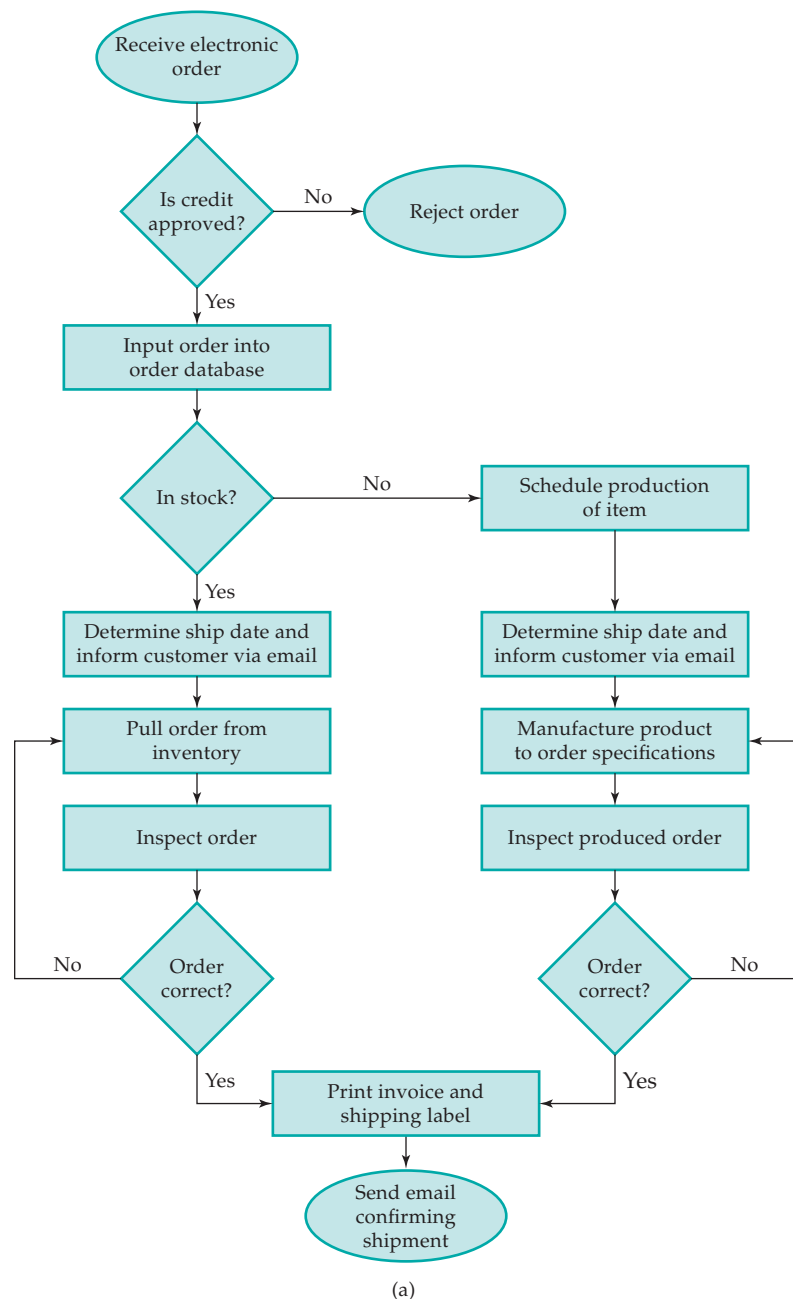 Receive electronic
order
Is credit
approved?
No
Reject order
Yes
Input order into
order database
In stock?
No
Schedule production
of item
Yes
Determine ship date and
inform customer via email
Determine ship date and
inform customer via email
Pull order from
inventory
Manufacture product
to order specifications
Inspect order
Inspect produced order
No
Order
correct?
Order
correct?
No
Yes
Print invoice and
shipping label
Yes
Send email
confirming
shipment
(a)